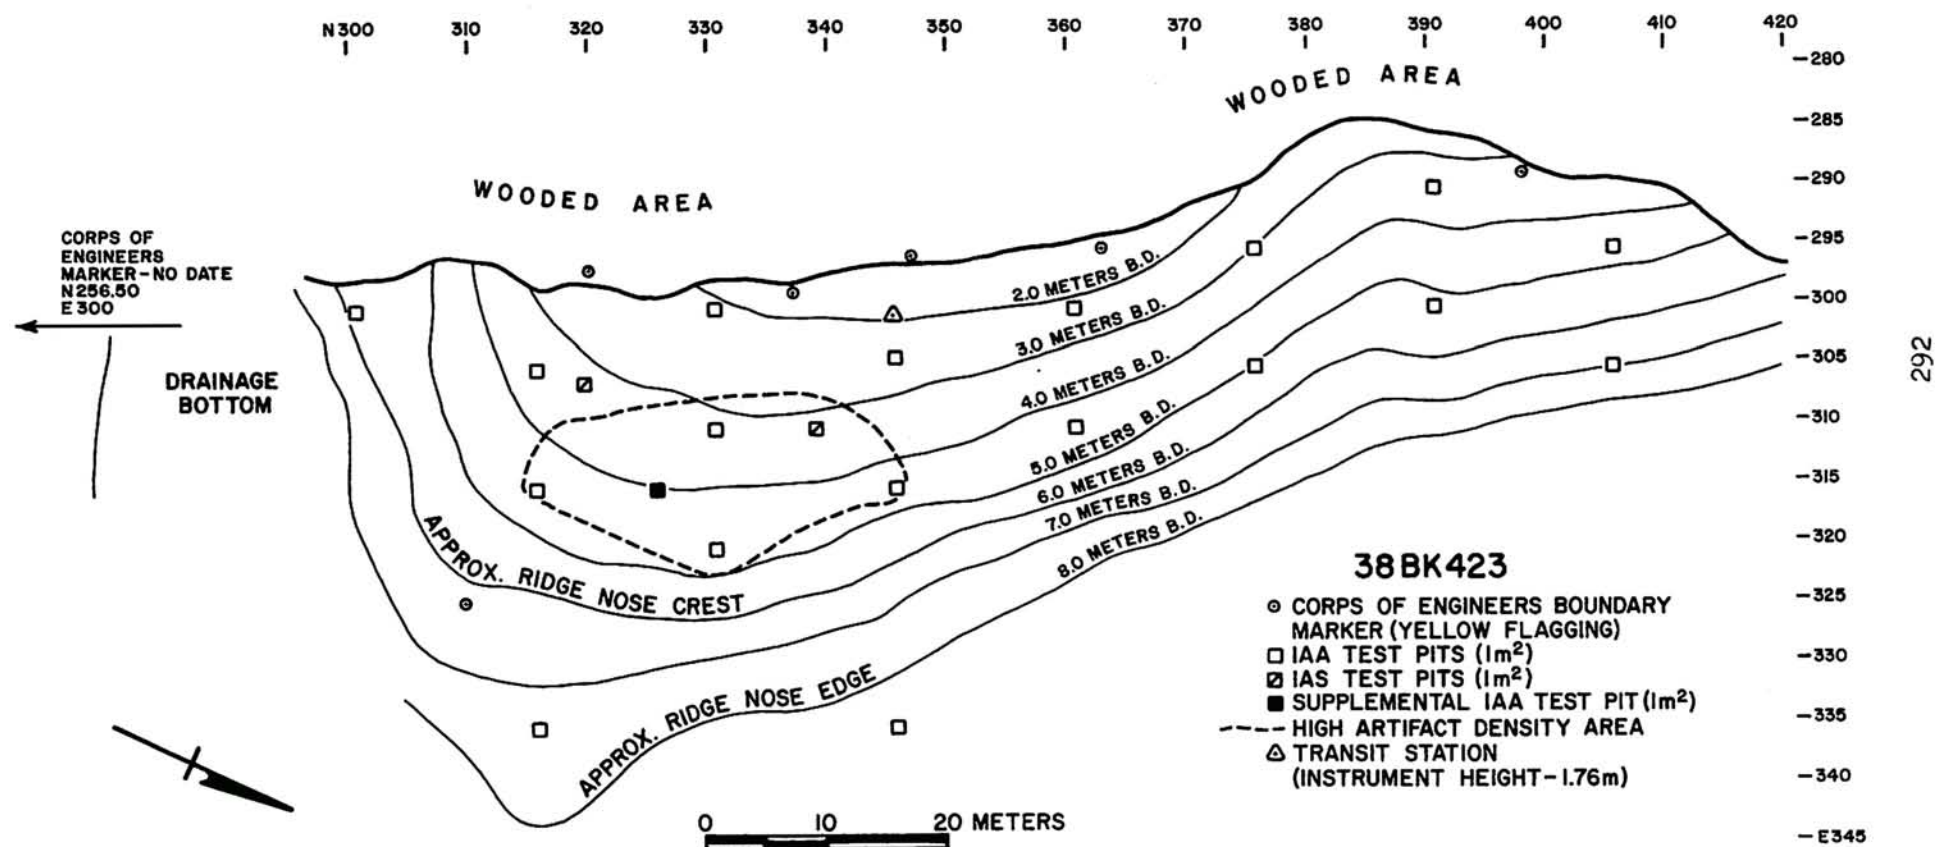 N300 310 320 330 340 350 360 370 380 390 400 410 420
-280
-285
-290
-295
-300
-305
-310
-315
-320
-325
-330
-335
-340
-E345
WOODED AREA
WOODED AREA
CORPS OF
ENGINEERS
MARKER-NO DATE
N256.50
E300
DRAINAGE
BOTTOM
2.0 METERS B.D.
3.0 METERS B.D.
4.0 METERS B.D.
5.0 METERS B.D.
6.0 METERS B.D.
7.0 METERS B.D.
8.0 METERS B.D.
APPROX. RIDGE NOSE CREST
APPROX. RIDGE NOSE EDGE
38BK423
CORPS OF ENGINEERS BOUNDARY
MARKER (YELLOW FLAGGING)
IAA TEST PITS (1m²)
IAS TEST PITS (1m²)
SUPPLEMENTAL IAA TEST PIT (1m²)
HIGH ARTIFACT DENSITY AREA
TRANSIT STATION
(INSTRUMENT HEIGHT-1.76m)
0 10 20 METERS
292